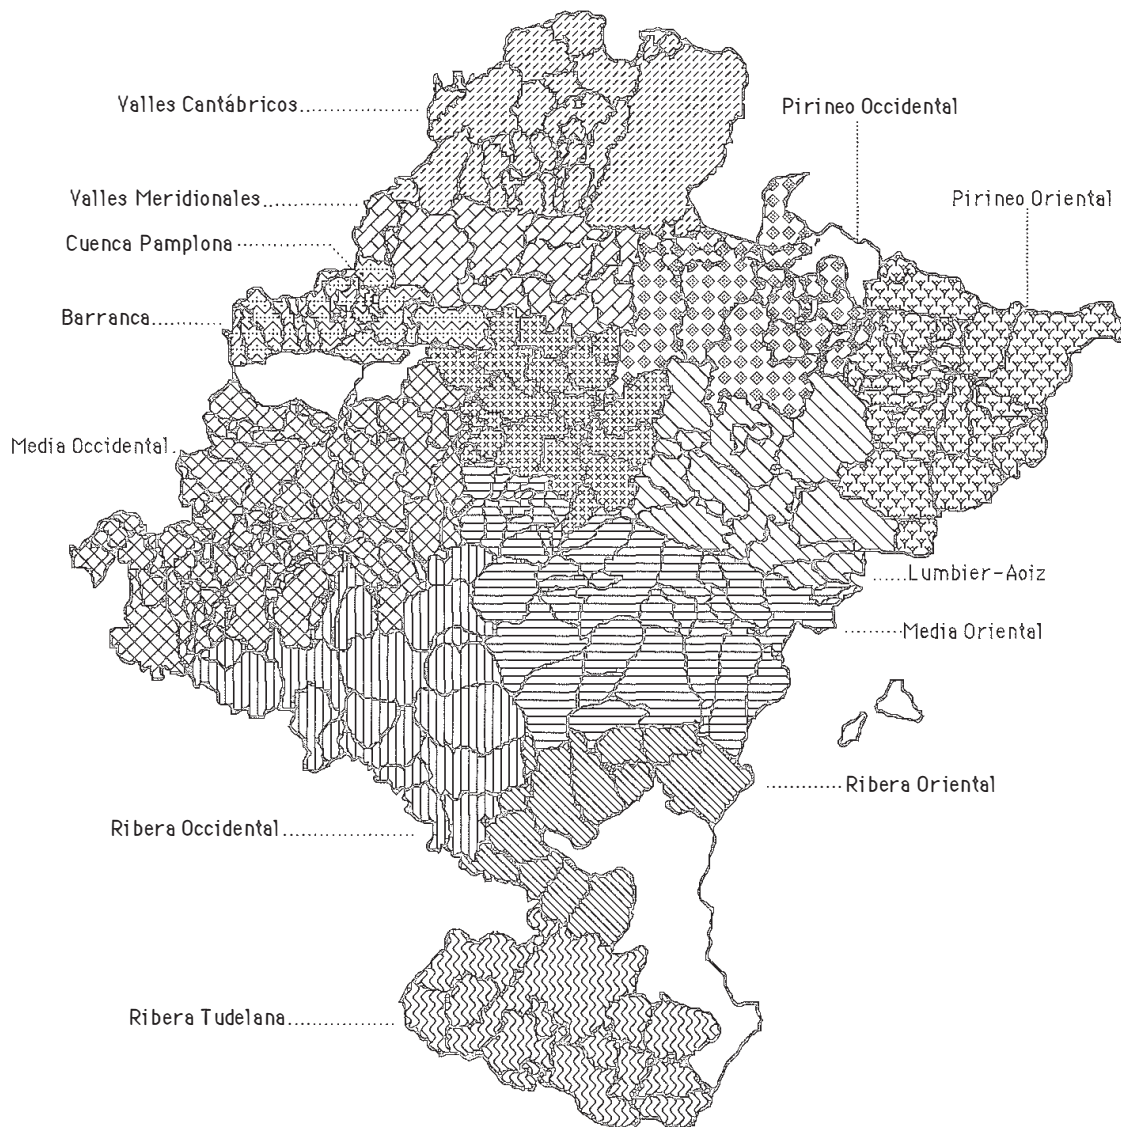 Valles Cantábricos
Pirineo Occidental
Valles Meridionales
Pirineo Oriental
Cuenca Pamplona
Barranca
Media Occidental
Lumbier-Aoiz
Media Oriental
Ribera Oriental
Ribera Occidental
Ribera Tudelana